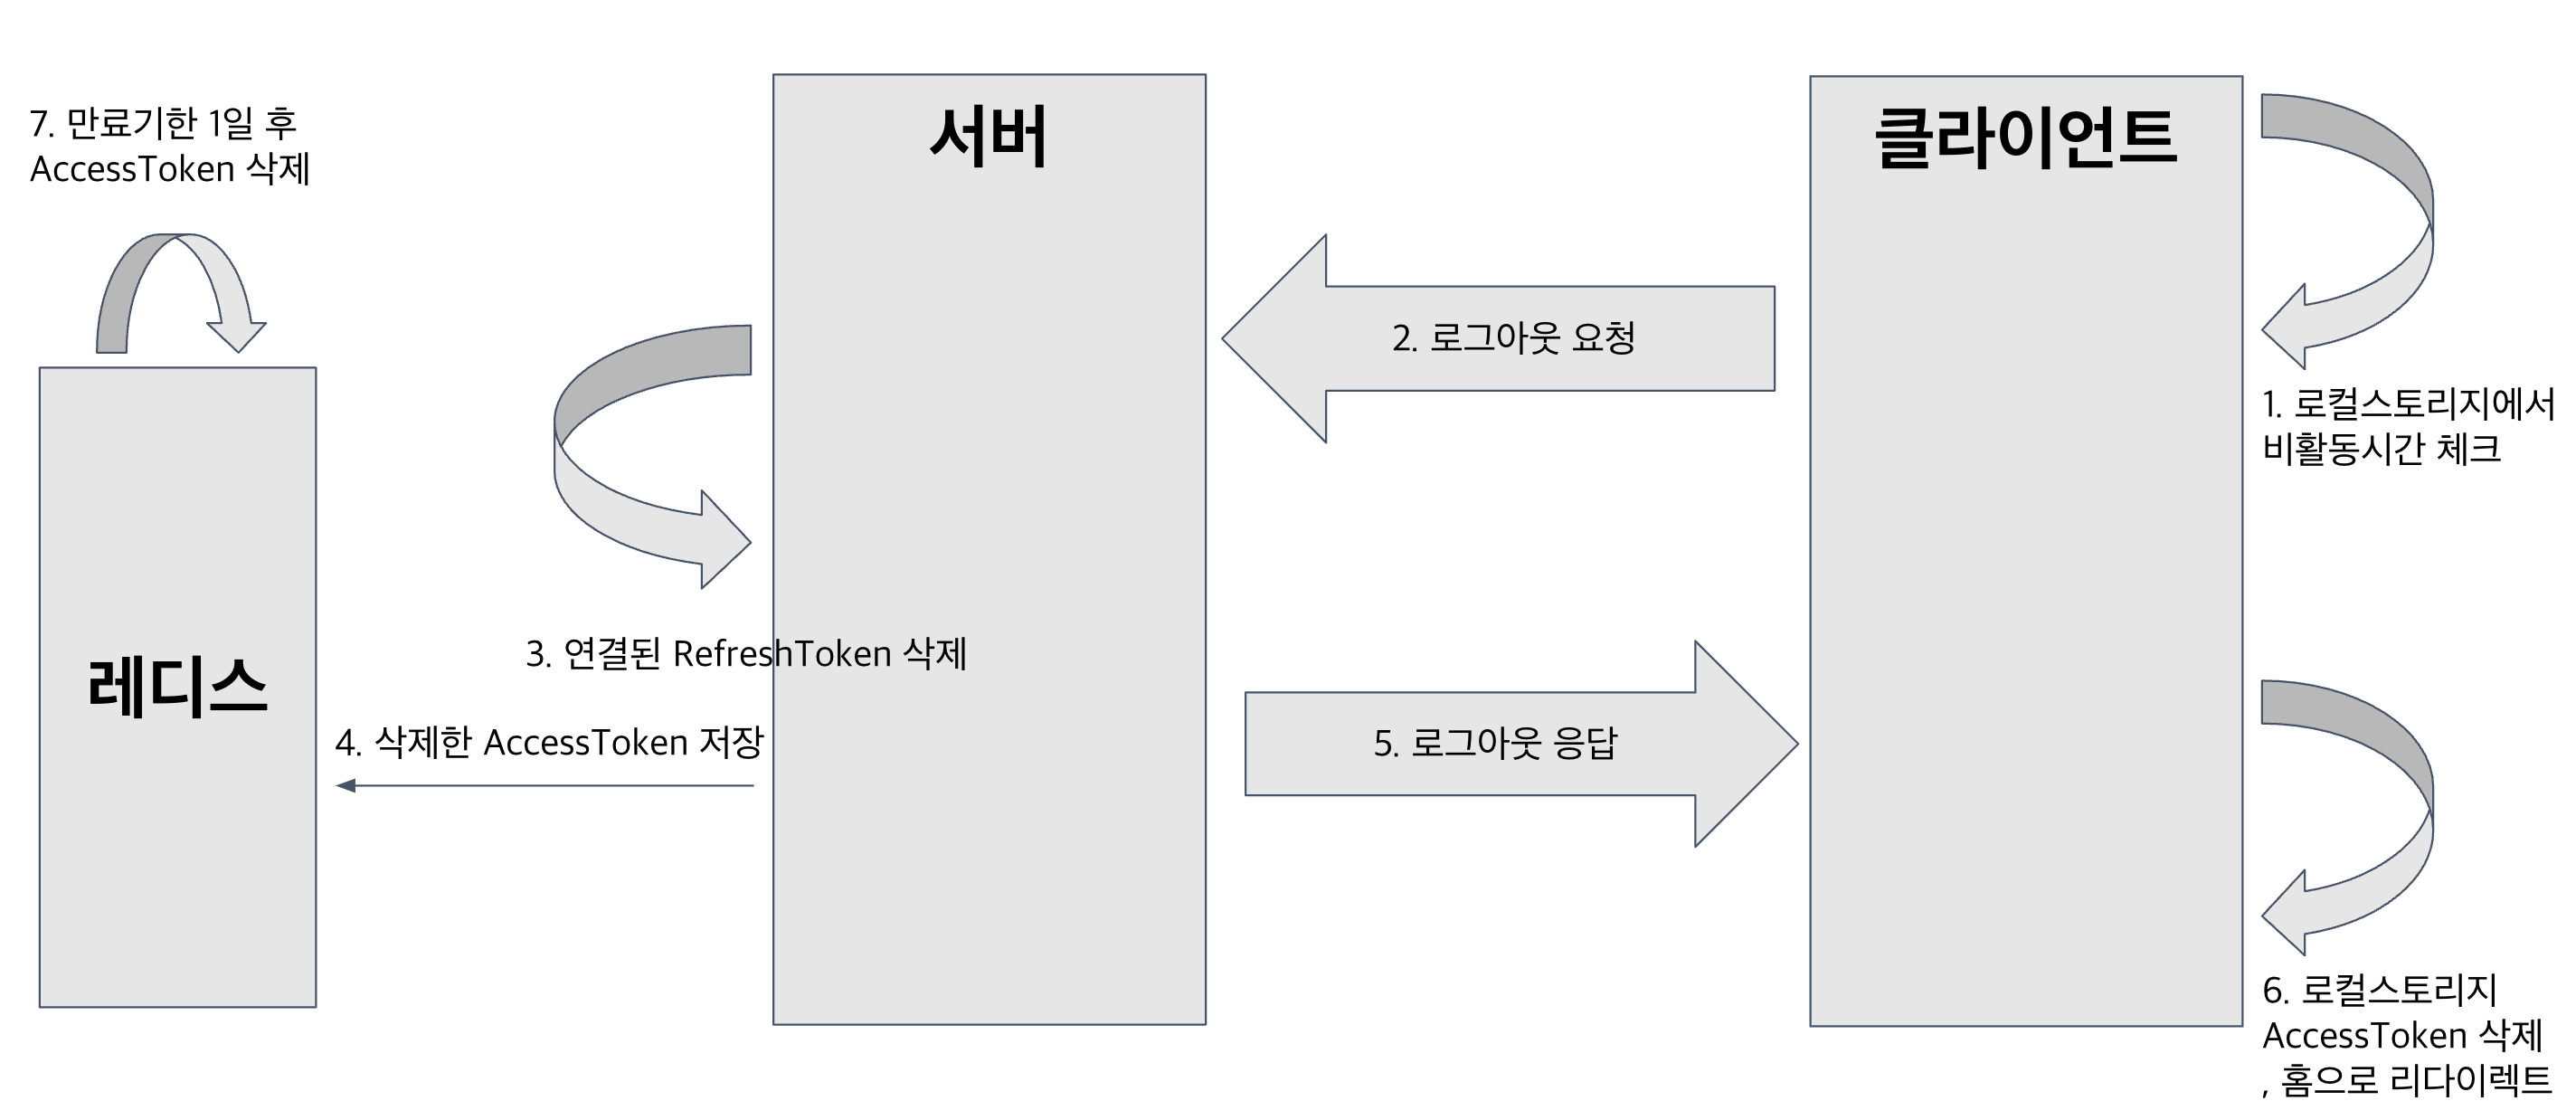 7. 만료기한 1일 후
AccessToken 삭제
서버
클라이언트
2. 로그아웃 요청
1. 로컬스토리지에서
비활동시간 체크
3. 연결된 RefreshToken 삭제
레디스
4. 삭제한 AccessToken 저장
5. 로그아웃 응답
6. 로컬스토리지
AccessToken 삭제
, 홈으로 리다이렉트